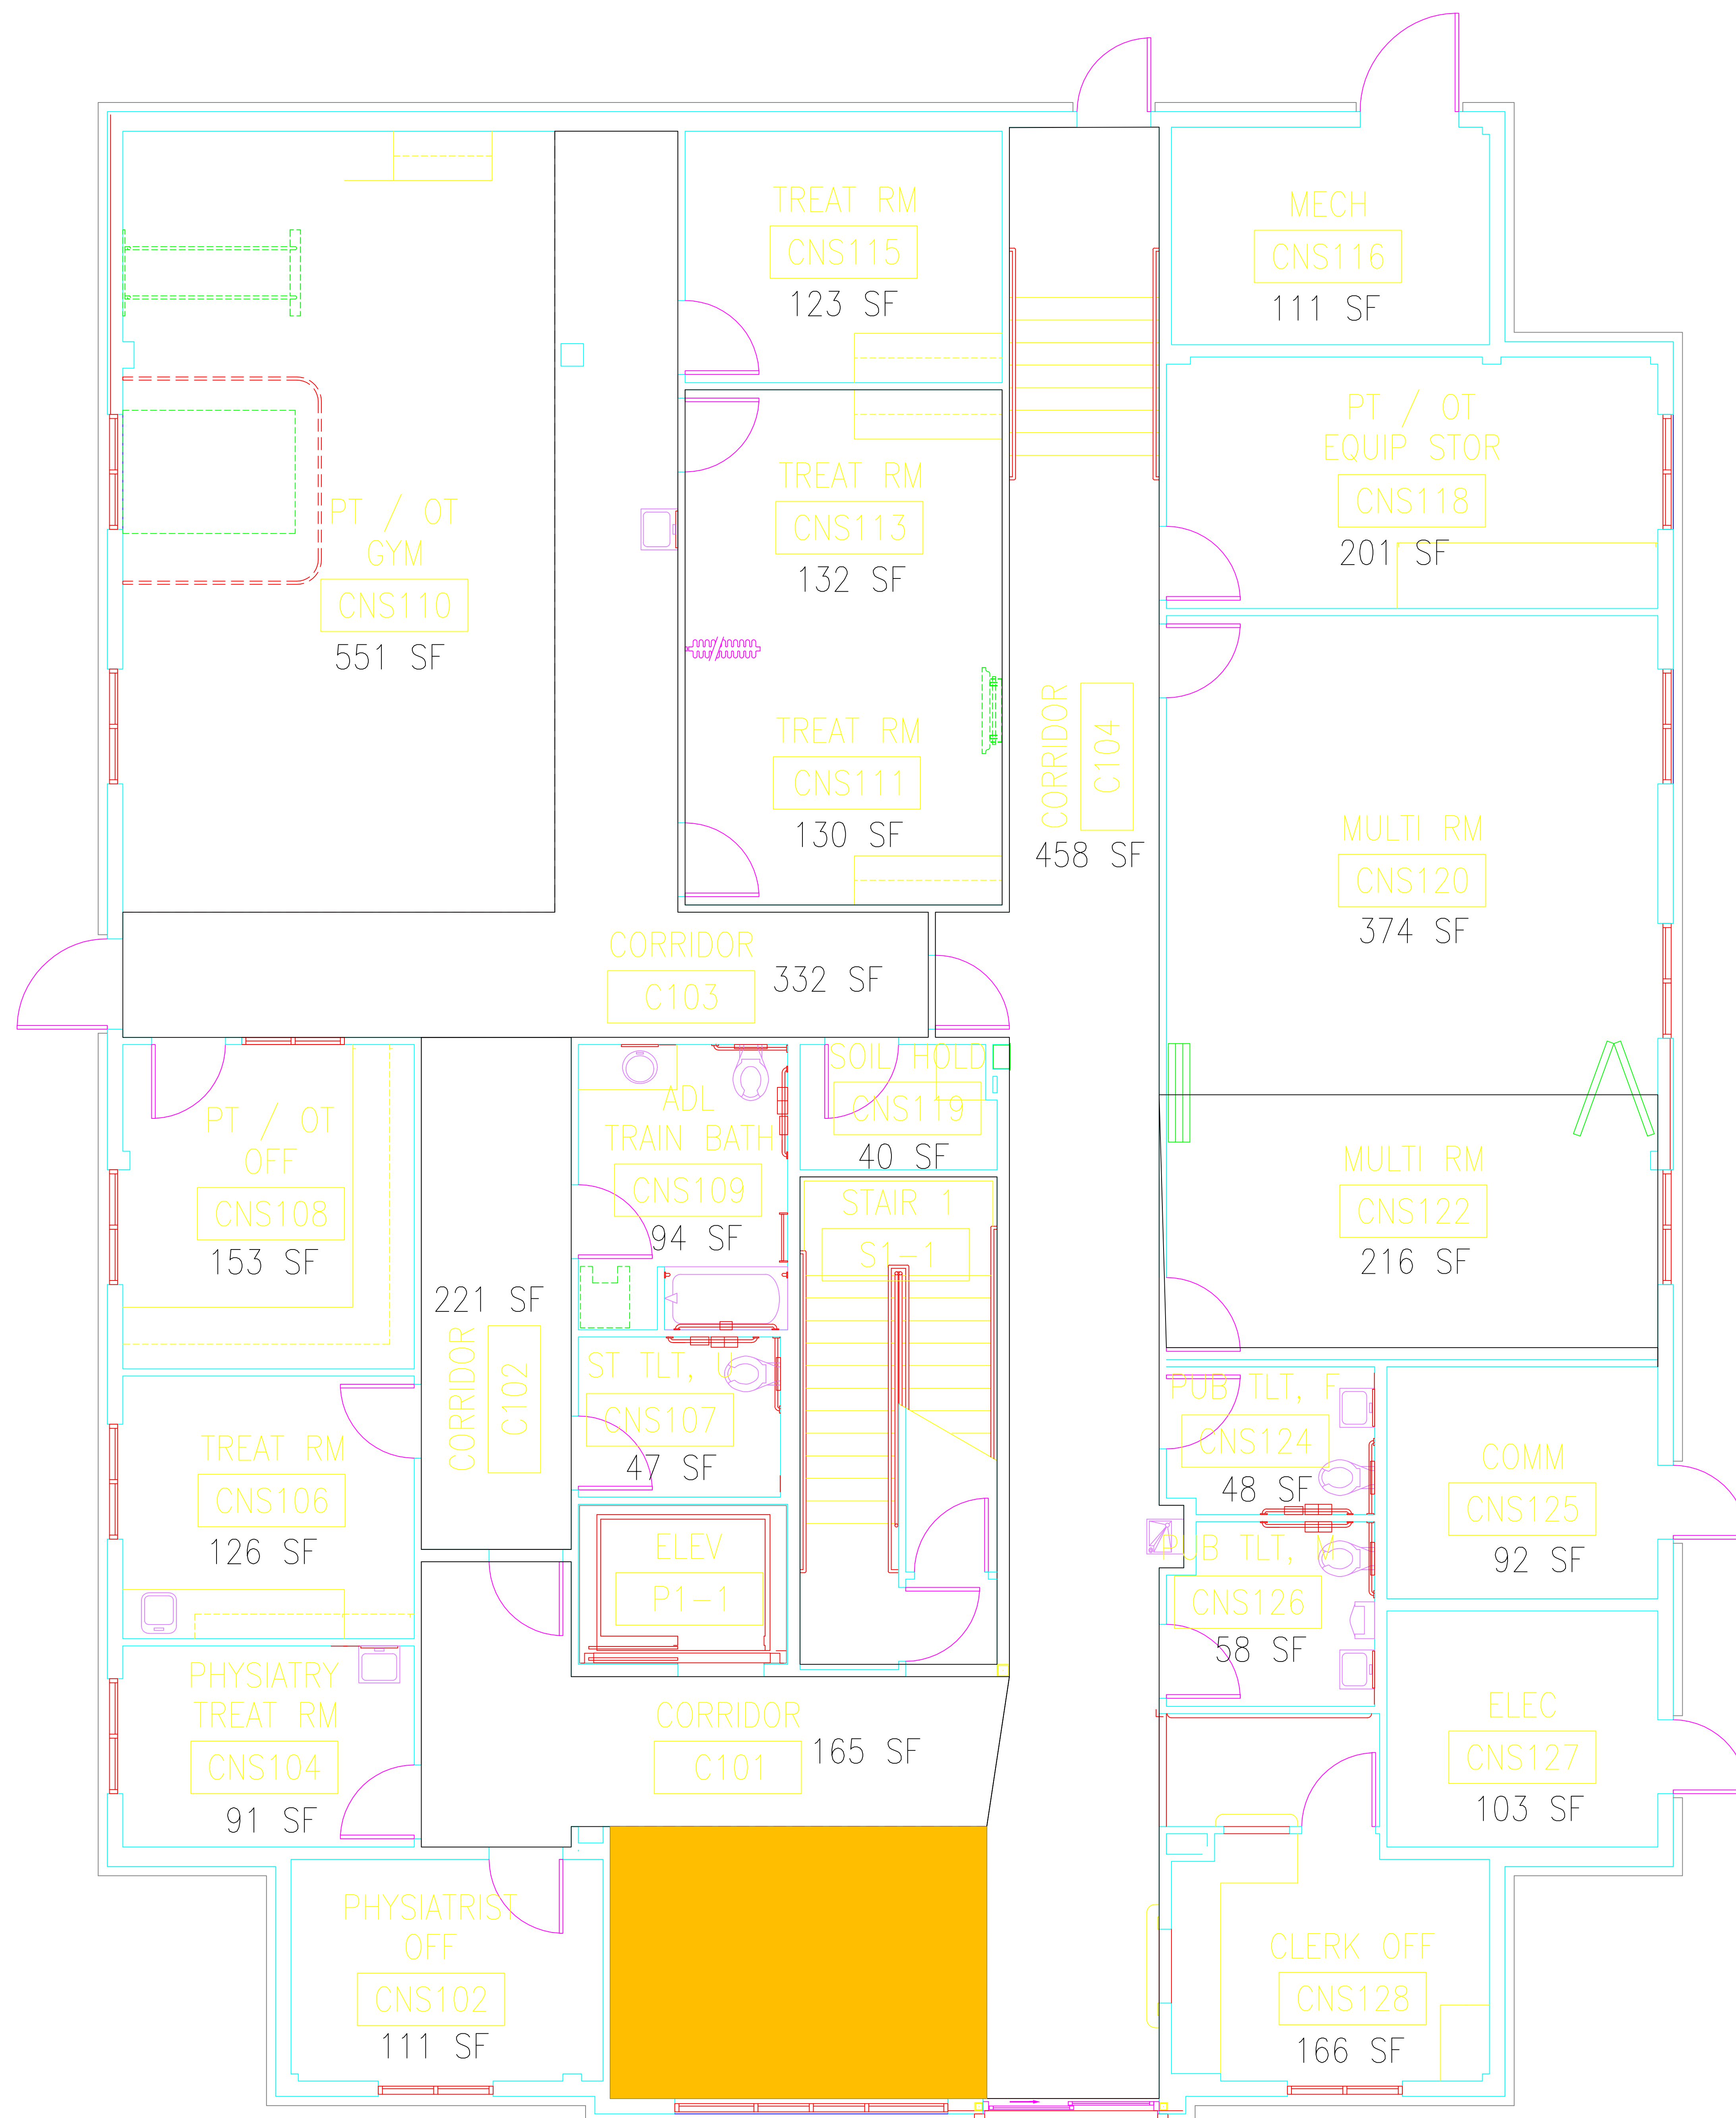 TREAT RM
CNS115
123 SF
MECH
CNS116
111 SF
PT / OT
EQUIP STOR
CNS118
201 SF
PT / OT
GYM
CNS110
551 SF
TREAT RM
CNS113
132 SF
TREAT RM
CNS111
130 SF
CORRIDOR
C104
458 SF
MULTI RM
CNS120
374 SF
CORRIDOR
C103
332 SF
PT / OT
OFF
CNS108
153 SF
ADL
TRAIN BATH
CNS109
94 SF
SOIL HOLD
CNS119
40 SF
STAIR 1
S1-1
MULTI RM
CNS122
216 SF
221 SF
CORRIDOR
C102
ST TLT, U
CNS107
47 SF
PUB TLT, F
CNS124
48 SF
COMM
CNS125
92 SF
TREAT RM
CNS106
126 SF
ELEV
P1-1
PUB TLT, M
CNS126
58 SF
PHYSIATRY
TREAT RM
CNS104
91 SF
CORRIDOR
C101
165 SF
ELEC
CNS127
103 SF
PHYSIATRIST
OFF
CNS102
111 SF
CLERK OFF
CNS128
166 SF